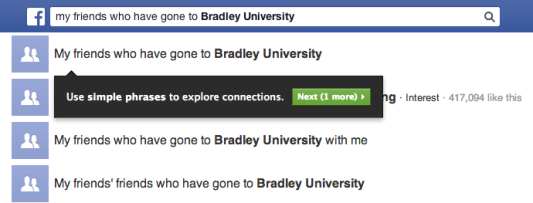 f my friends who have gone to Bradley University
My friends who have gone to Bradley University
Use simple phrases to explore connections. Next (1 more)
ng · Interest · 417,094 like this
My friends who have gone to Bradley University with me
My friends' friends who have gone to Bradley University